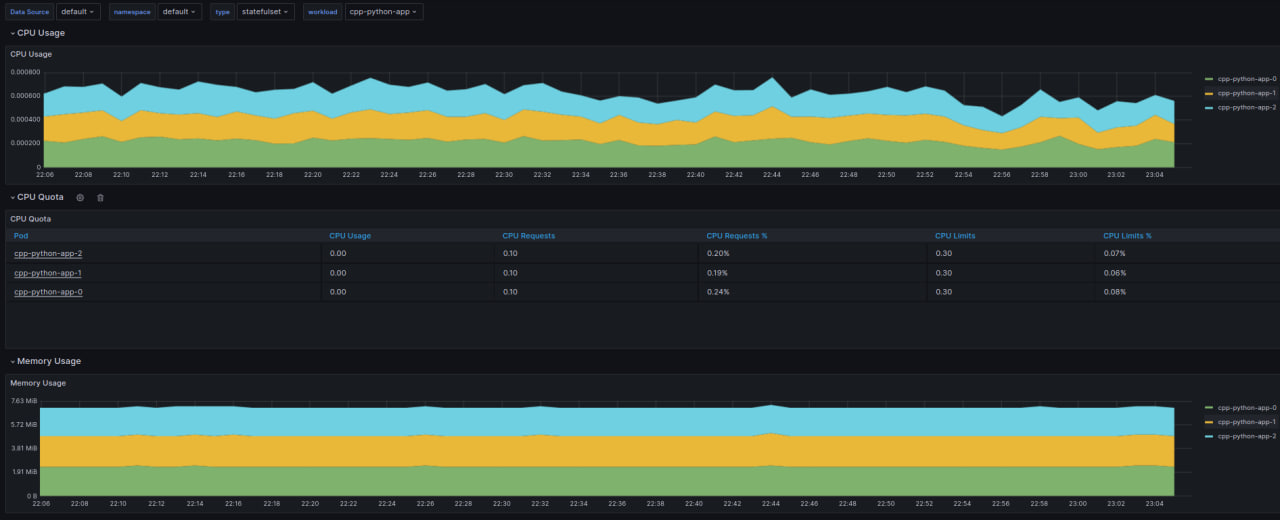 Data Source default namespace default type statefulset workload cpp-python-app
CPU Usage
CPU Usage
0.000800
0.000600
0.000400
0.000200
0
22:06 22:08 22:10 22:12 22:14 22:16 22:18 22:20 22:22 22:24 22:26 22:28 22:30 22:32 22:34 22:36 22:38 22:40 22:42 22:44 22:46 22:48 22:50 22:52 22:54 22:56 22:58 23:00 23:02 23:04
cpp-python-app-0
cpp-python-app-1
cpp-python-app-2
CPU Quota
CPU Quota
Pod CPU Usage CPU Requests CPU Requests % CPU Limits CPU Limits %
cpp-python-app-2 0.00 0.10 0.20% 0.30 0.07%
cpp-python-app-1 0.00 0.10 0.19% 0.30 0.06%
cpp-python-app-0 0.00 0.10 0.24% 0.30 0.08%
Memory Usage
Memory Usage
7.63 MiB
5.72 MiB
3.81 MiB
1.91 MiB
0 B
22:06 22:08 22:10 22:12 22:14 22:16 22:18 22:20 22:22 22:24 22:26 22:28 22:30 22:32 22:34 22:36 22:38 22:40 22:42 22:44 22:46 22:48 22:50 22:52 22:54 22:56 22:58 23:00 23:02 23:04
cpp-python-app-0
cpp-python-app-1
cpp-python-app-2